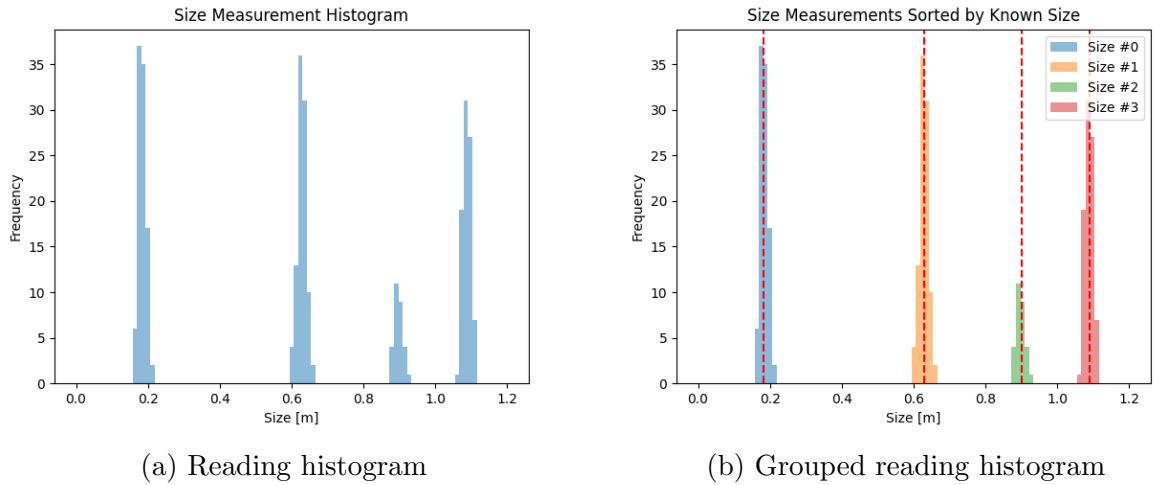 Size Measurement Histogram
35
30
25
20
15
10
5
0
Frequency
0.0 0.2 0.4 0.6 0.8 1.0 1.2
Size [m]
(a) Reading histogram
Size Measurements Sorted by Known Size
Size #0
Size #1
Size #2
Size #3
35
30
25
20
15
10
5
0
Frequency
0.0 0.2 0.4 0.6 0.8 1.0 1.2
Size [m]
(b) Grouped reading histogram